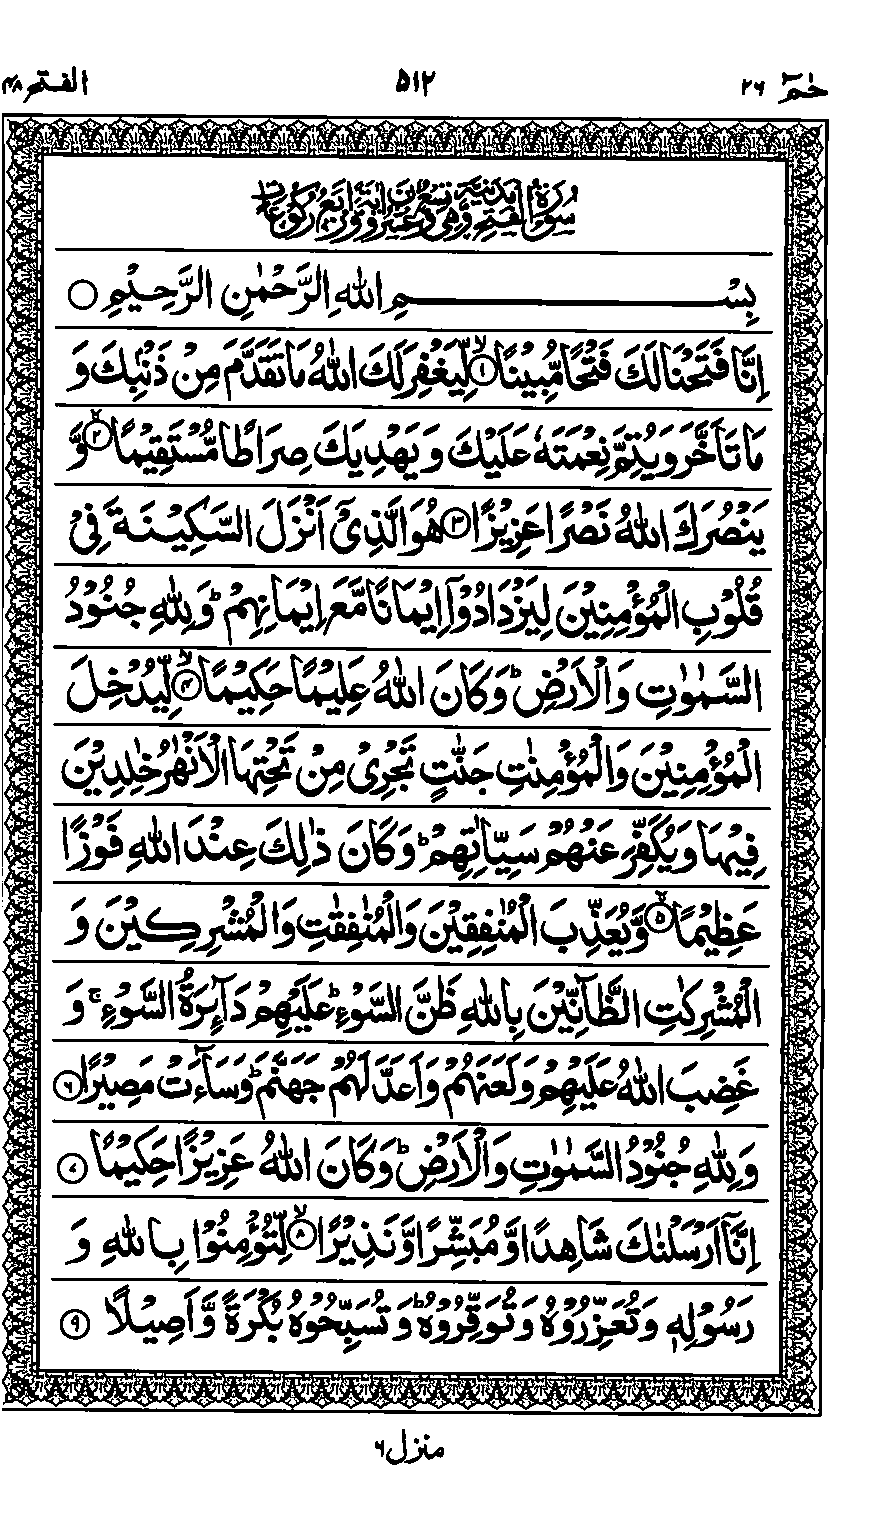 حٰمٓ ٢٦
٥١٢
الفتح ٤٨
سُوْرَةُ الْفَتْحِ مَدَنِيَّةٌ وَّهِيَ تِسْعٌ وَّعِشْرُوْنَ اٰيَةً وَّاَرْبَعُ رُكُوْعَاتٍ
بِسْمِ اللّٰهِ الرَّحْمٰنِ الرَّحِيْمِ ○
اِنَّا فَتَحْنَا لَكَ فَتْحًا مُّبِيْنًا ۙ﴿١﴾ لِّيَغْفِرَ لَكَ اللّٰهُ مَا تَقَدَّمَ مِنْ ذَنْۢبِكَ وَ
مَا تَاَخَّرَ وَيُتِمَّ نِعْمَتَهٗ عَلَيْكَ وَيَهْدِيَكَ صِرَاطًا مُّسْتَقِيْمًا ۙ﴿٢﴾ وَّ
يَنْصُرَكَ اللّٰهُ نَصْرًا عَزِيْزًا ﴿٣﴾ هُوَ الَّذِيْۤ اَنْزَلَ السَّكِيْنَةَ فِيْ
قُلُوْبِ الْمُؤْمِنِيْنَ لِيَزْدَادُوْۤا اِيْمَانًا مَّعَ اِيْمَانِهِمْ ؕ وَلِلّٰهِ جُنُوْدُ
السَّمٰوٰتِ وَالْاَرْضِ ؕ وَكَانَ اللّٰهُ عَلِيْمًا حَكِيْمًا ۙ﴿٤﴾ لِّيُدْخِلَ
الْمُؤْمِنِيْنَ وَالْمُؤْمِنٰتِ جَنّٰتٍ تَجْرِيْ مِنْ تَحْتِهَا الْاَنْهٰرُ خٰلِدِيْنَ
فِيْهَا وَيُكَفِّرَ عَنْهُمْ سَيِّاٰتِهِمْ ؕ وَكَانَ ذٰلِكَ عِنْدَ اللّٰهِ فَوْزًا
عَظِيْمًا ۙ﴿٥﴾ وَّيُعَذِّبَ الْمُنٰفِقِيْنَ وَالْمُنٰفِقٰتِ وَالْمُشْرِكِيْنَ وَ
الْمُشْرِكٰتِ الظَّآنِّيْنَ بِاللّٰهِ ظَنَّ السَّوْءِ ؕ عَلَيْهِمْ دَآئِرَةُ السَّوْءِ ۚ وَ
غَضِبَ اللّٰهُ عَلَيْهِمْ وَلَعَنَهُمْ وَاَعَدَّ لَهُمْ جَهَنَّمَ ؕ وَسَآءَتْ مَصِيْرًا ﴿٦﴾
وَلِلّٰهِ جُنُوْدُ السَّمٰوٰتِ وَالْاَرْضِ ؕ وَكَانَ اللّٰهُ عَزِيْزًا حَكِيْمًا ﴿٧﴾
اِنَّاۤ اَرْسَلْنٰكَ شَاهِدًا وَّمُبَشِّرًا وَّنَذِيْرًا ۙ﴿٨﴾ لِّتُؤْمِنُوْا بِاللّٰهِ وَ
رَسُوْلِهٖ وَتُعَزِّرُوْهُ وَتُوَقِّرُوْهُ ؕ وَتُسَبِّحُوْهُ بُكْرَةً وَّاَصِيْلًا ﴿٩﴾
منزل ٦